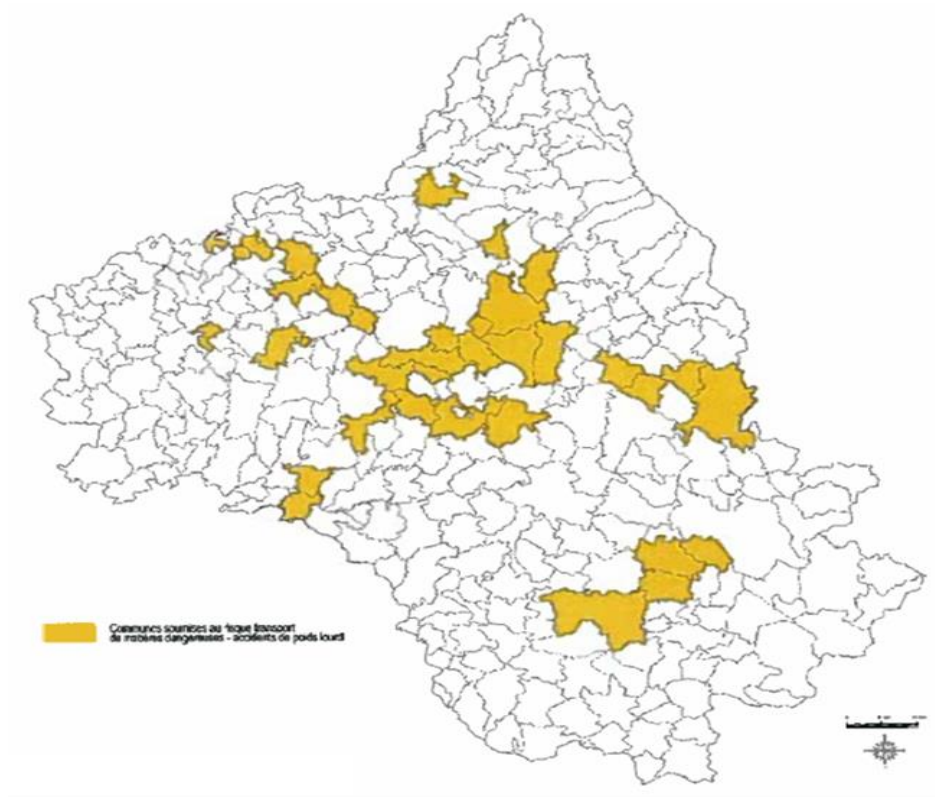 Communes soumises au risque transport
de matières dangereuses - accidents de poids lourd